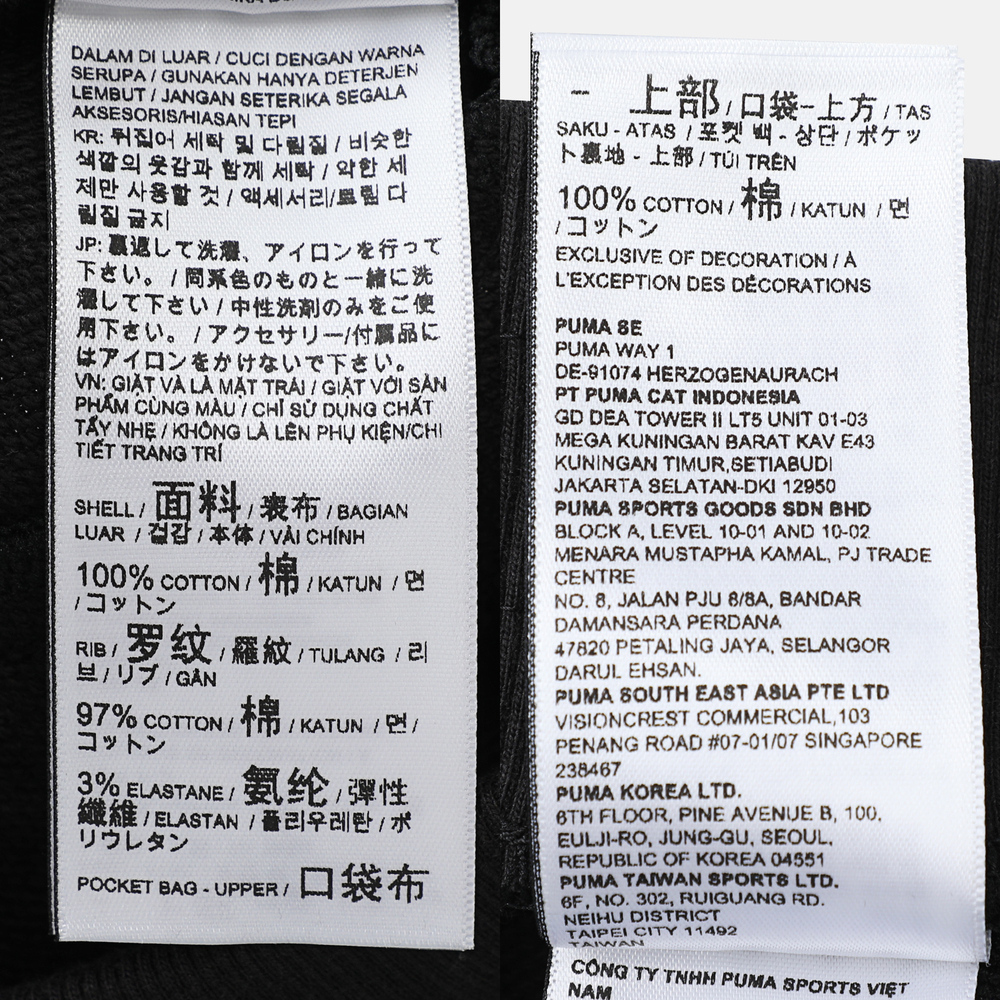 DALAM DI LUAR / CUCI DENGAN WARNA
SERUPA / GUNAKAN HANYA DETERJEN
LEMBUT / JANGAN SETERIKA SEGALA
AKSESORIS/HIASAN TEPI
KR: 뒤집어 세탁 및 다림질 / 비슷한
색깔의 옷감과 함께 세탁 / 약한 세
제만 사용할 것 / 액세서리/트림 다
림질 금지
JP: 裏返して洗濯、アイロンを行って
下さい。 / 同系色のものと一緒に洗
濯して下さい / 中性洗剤のみをご使
用下さい。 / アクセサリー/付属品に
はアイロンをかけないで下さい。
VN: GIẶT VÀ LÀ MẶT TRÁI / GIẶT VỚI SẢN
PHẨM CÙNG MÀU / CHỈ SỬ DỤNG CHẤT
TẨY NHẸ / KHÔNG LÀ LÊN PHỤ KIỆN/CHI
TIẾT TRANG TRÍ
SHELL / 面料 / 表布 / BAGIAN
LUAR / 겉감 / 本体 / VẢI CHÍNH
100% COTTON / 棉 / KATUN / 면
/ コットン
RIB / 罗纹 / 羅紋 / TULANG / 리
브 / リブ / GÂN
97% COTTON / 棉 / KATUN / 면 /
コットン
3% ELASTANE / 氨纶 / 彈性
纖維 / ELASTAN / 폴리우레탄 / ポ
リウレタン
POCKET BAG - UPPER / 口袋布
- 上部 / 口袋-上方 / TAS
SAKU - ATAS / 포켓 백 - 상단 / ポケッ
ト裏地 - 上部 / TÚI TRÊN
100% COTTON / 棉 / KATUN / 면
/ コットン
EXCLUSIVE OF DECORATION / À
L'EXCEPTION DES DÉCORATIONS
PUMA SE
PUMA WAY 1
DE-91074 HERZOGENAURACH
PT PUMA CAT INDONESIA
GD DEA TOWER II LT5 UNIT 01-03
MEGA KUNINGAN BARAT KAV E43
KUNINGAN TIMUR,SETIABUDI
JAKARTA SELATAN-DKI 12950
PUMA SPORTS GOODS SDN BHD
BLOCK A, LEVEL 10-01 AND 10-02
MENARA MUSTAPHA KAMAL, PJ TRADE
CENTRE
NO. 8, JALAN PJU 8/8A, BANDAR
DAMANSARA PERDANA
47820 PETALING JAYA, SELANGOR
DARUL EHSAN.
PUMA SOUTH EAST ASIA PTE LTD
VISIONCREST COMMERCIAL,103
PENANG ROAD #07-01/07 SINGAPORE
238467
PUMA KOREA LTD.
6TH FLOOR, PINE AVENUE B, 100,
EULJI-RO, JUNG-GU, SEOUL,
REPUBLIC OF KOREA 04551
PUMA TAIWAN SPORTS LTD.
6F, NO. 302, RUIGUANG RD.
NEIHU DISTRICT
TAIPEI CITY 11492
TAIWAN
CÔNG TY TNHH PUMA SPORTS VIỆT
NAM